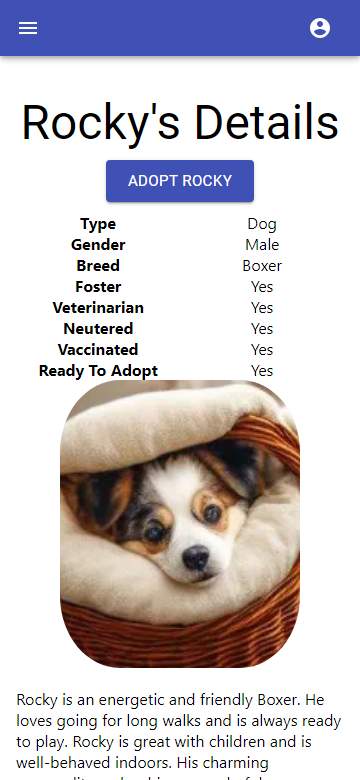 Rocky's Details
ADOPT ROCKY
Type Dog
Gender Male
Breed Boxer
Foster Yes
Veterinarian Yes
Neutered Yes
Vaccinated Yes
Ready To Adopt Yes
Rocky is an energetic and friendly Boxer. He
loves going for long walks and is always ready
to play. Rocky is great with children and is
well-behaved indoors. His charming